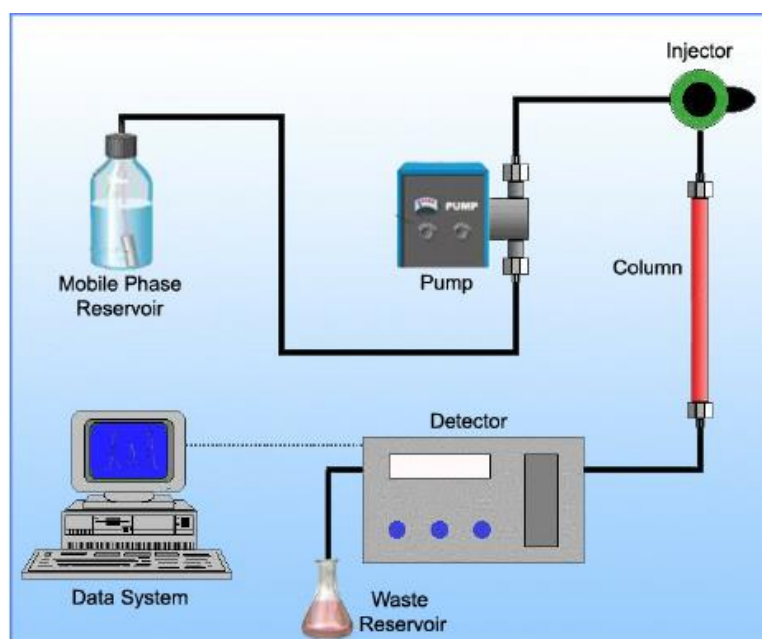 Injector
PUMP
Mobile Phase
Reservoir
Pump
Column
Detector
Data System
Waste
Reservoir